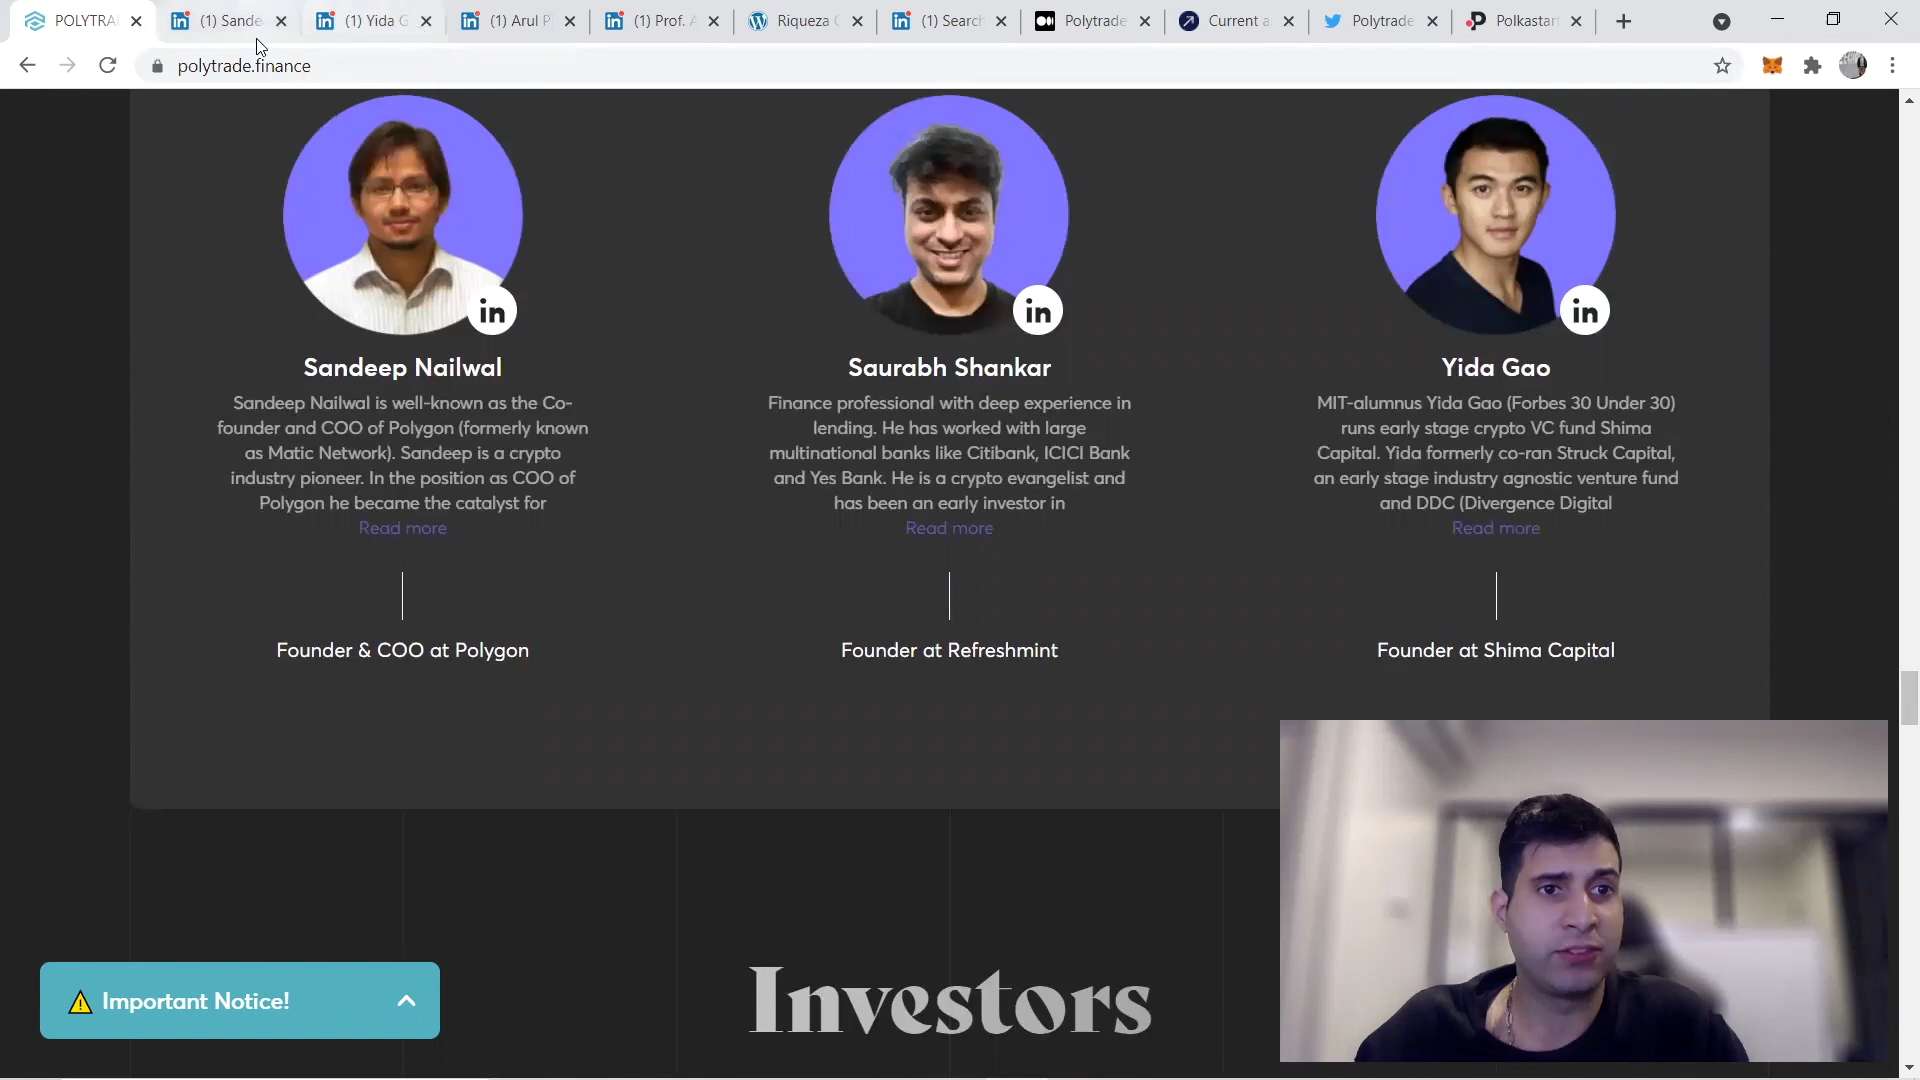 POLYTRA
(1) Sande
(1) Yida G
(1) Arul P
(1) Prof. A
Riqueza C
(1) Search
Polytrade
Current a
Polytrade
Polkastar
polytrade.finance
in
in
in
Sandeep Nailwal
Sandeep Nailwal is well-known as the Co-
founder and COO of Polygon (formerly known
as Matic Network). Sandeep is a crypto
industry pioneer. In the position as COO of
Polygon he became the catalyst for
Read more
Founder & COO at Polygon
Saurabh Shankar
Finance professional with deep experience in
lending. He has worked with large
multinational banks like Citibank, ICICI Bank
and Yes Bank. He is a crypto evangelist and
has been an early investor in
Read more
Founder at Refreshmint
Yida Gao
MIT-alumnus Yida Gao (Forbes 30 Under 30)
runs early stage crypto VC fund Shima
Capital. Yida formerly co-ran Struck Capital,
an early stage industry agnostic venture fund
and DDC (Divergence Digital
Read more
Founder at Shima Capital
Important Notice!
Investors